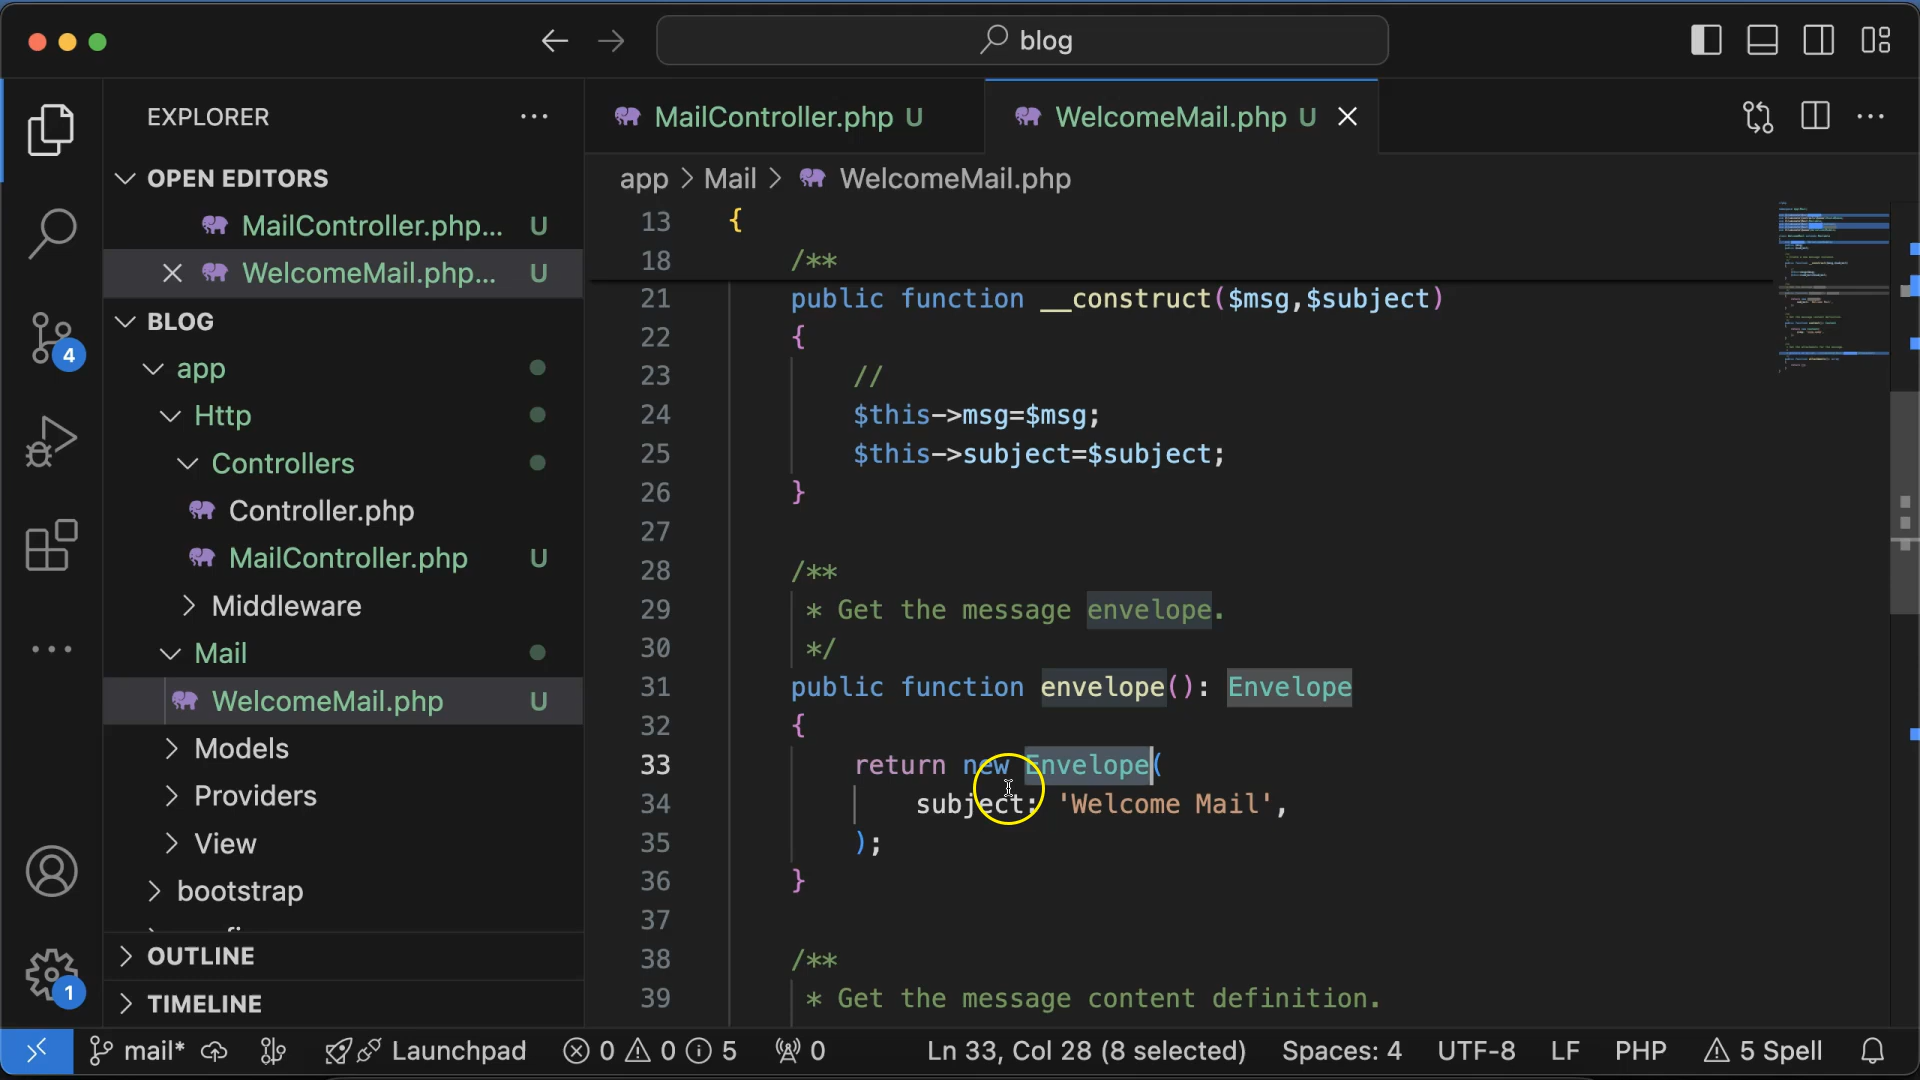 blog
EXPLORER
OPEN EDITORS
MailController.php... U
WelcomeMail.php... U
BLOG
app
Http
Controllers
Controller.php
MailController.php U
Middleware
Mail
WelcomeMail.php U
Models
Providers
View
bootstrap
OUTLINE
TIMELINE
4
1
MailController.php U
WelcomeMail.php U
app > Mail > WelcomeMail.php
13 {
18 /**
21 public function __construct($msg,$subject)
22 {
23 //
24 $this->msg=$msg;
25 $this->subject=$subject;
26 }
27
28 /**
29 * Get the message envelope.
30 */
31 public function envelope(): Envelope
32 {
33 return new Envelope(
34 subject: 'Welcome Mail',
35 );
36 }
37
38 /**
39 * Get the message content definition.
mail* Launchpad 0 0 5 0 Ln 33, Col 28 (8 selected) Spaces: 4 UTF-8 LF PHP 5 Spell